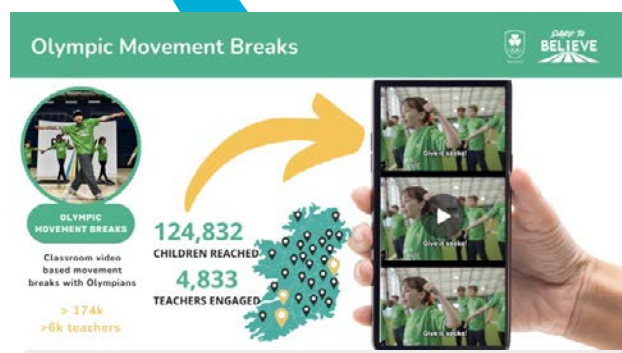 Olympic Movement Breaks
DARE TO
BELIEVE
OLYMPIC
MOVEMENT BREAKS
Classroom video
based movement
breaks with Olympians
> 174k
>6k teachers
124,832
CHILDREN REACHED
4,833
TEACHERS ENGAGED
Give it socks!
Give it socks!
Give it socks!